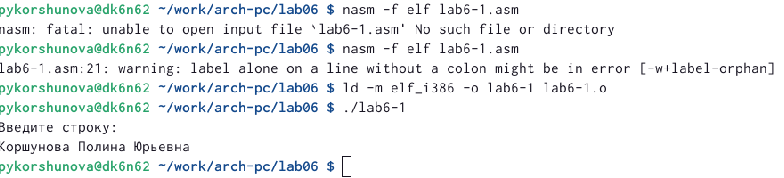 pykorshunova@dk6n62 ~/work/arch-pc/lab06 $ nasm -f elf lab6-1.asm
nasm: fatal: unable to open input file `lab6-1.asm' No such file or directory
pykorshunova@dk6n62 ~/work/arch-pc/lab06 $ nasm -f elf lab6-1.asm
lab6-1.asm:21: warning: label alone on a line without a colon might be in error [-w+label-orphan]
pykorshunova@dk6n62 ~/work/arch-pc/lab06 $ ld -m elf_i386 -o lab6-1 lab6-1.o
pykorshunova@dk6n62 ~/work/arch-pc/lab06 $ ./lab6-1
Введите строку:
Коршунова Полина Юрьевна
pykorshunova@dk6n62 ~/work/arch-pc/lab06 $